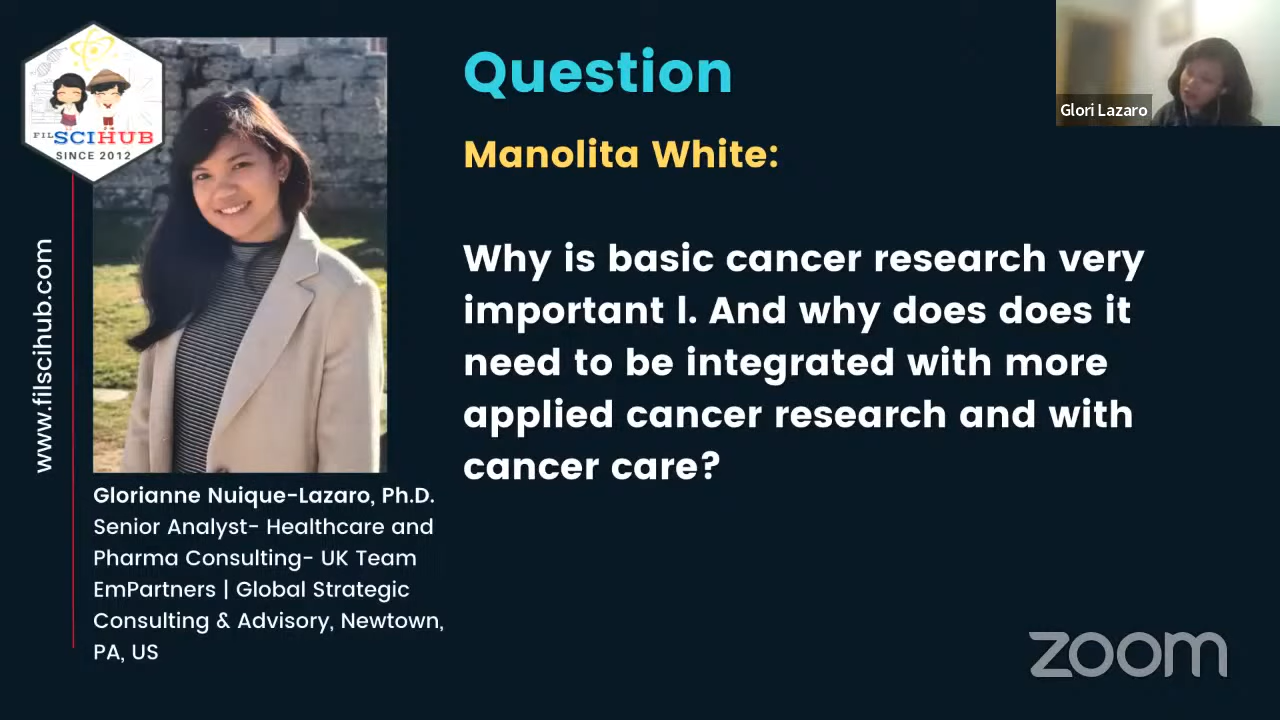 FIL SCIHUB
SINCE 2012
www.filscihub.com
Glorianne Nuique-Lazaro, Ph.D.
Senior Analyst- Healthcare and
Pharma Consulting- UK Team
EmPartners | Global Strategic
Consulting & Advisory, Newtown,
PA, US
Question
Manolita White:
Why is basic cancer research very
important l. And why does does it
need to be integrated with more
applied cancer research and with
cancer care?
Glori Lazaro
zoom